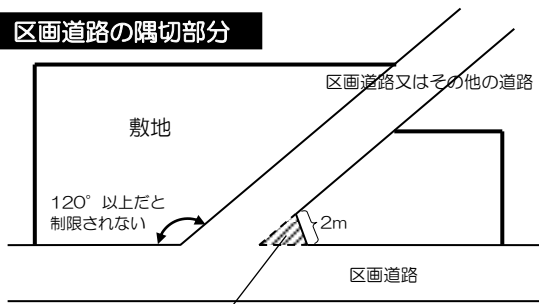 区画道路の隅切部分
区画道路又はその他の道路
敷地
120°以上だと
制限されない
2m
区画道路